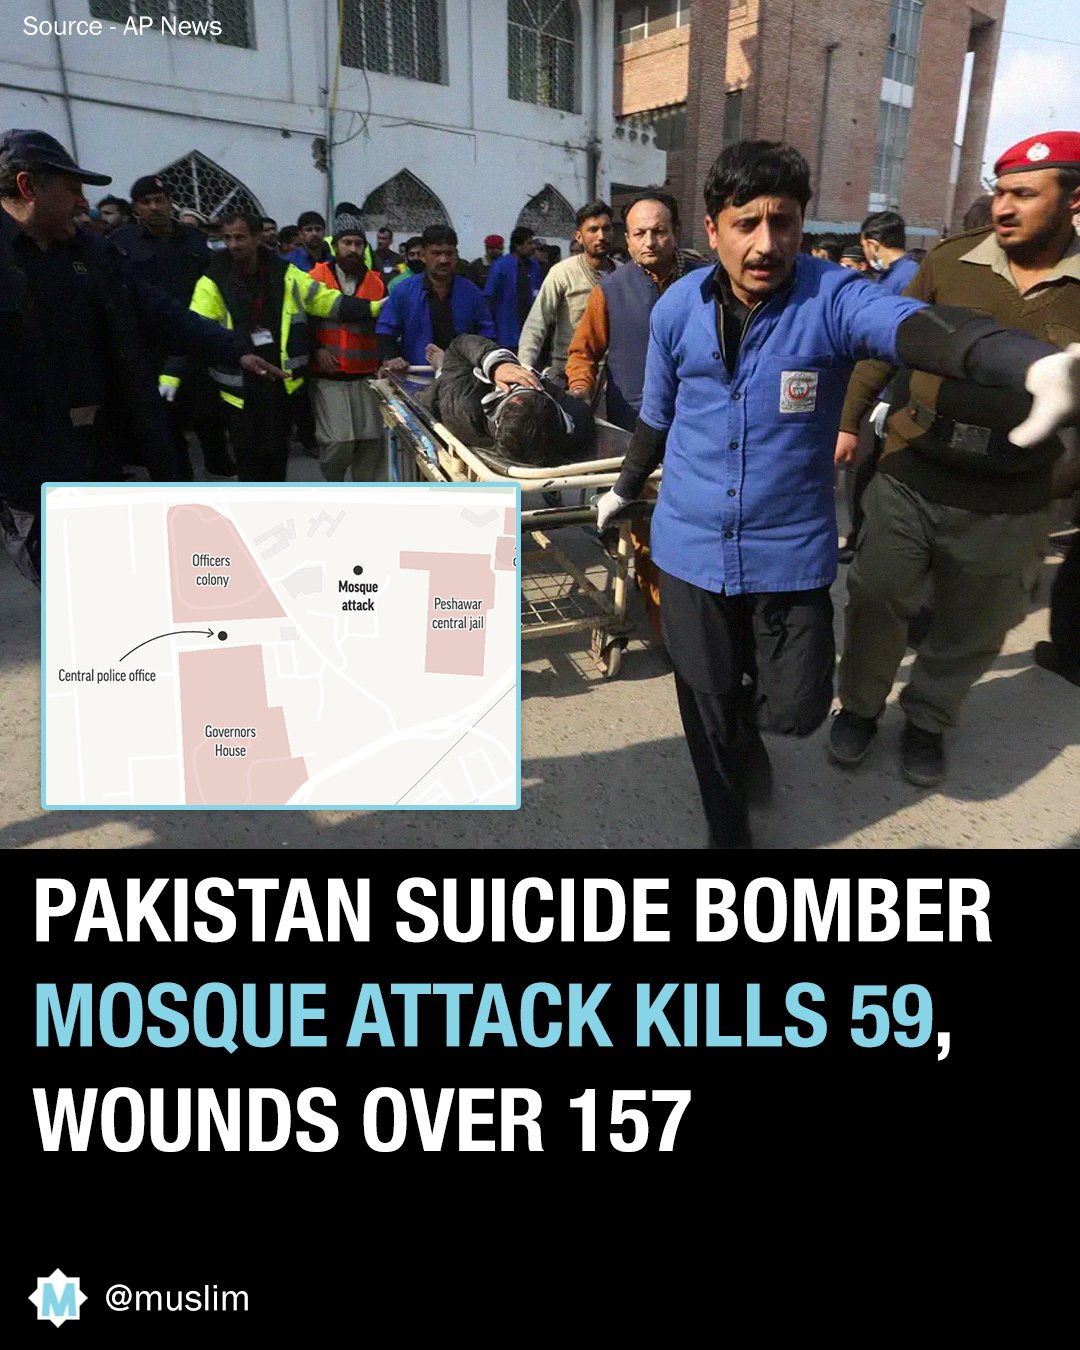 Source - AP News
Officers
colony
Mosque
attack
Peshawar
central jail
Central police office
Governors
House
PAKISTAN SUICIDE BOMBER
MOSQUE ATTACK KILLS 59,
WOUNDS OVER 157
M
@muslim